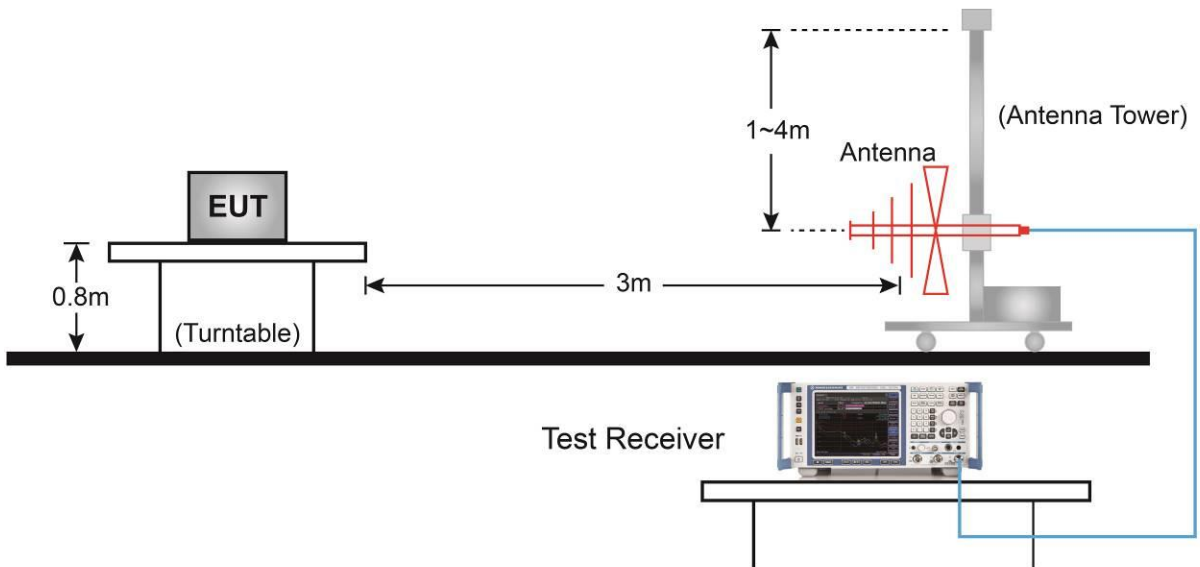 1~4m
(Antenna Tower)
Antenna
EUT
0.8m
3m
(Turntable)
Test Receiver